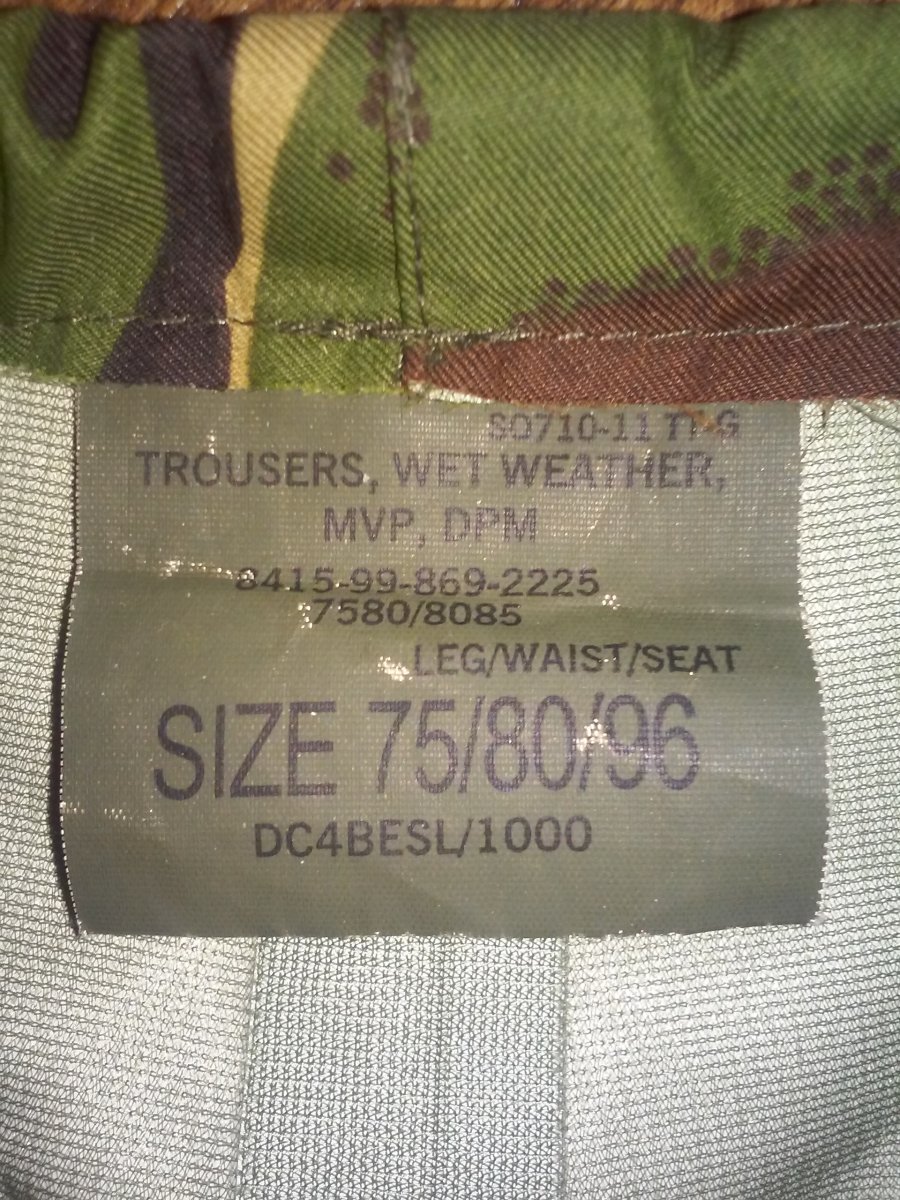 SO710-11
TROUSERS, WET WEATHER,
MVP, DPM
8415-99-869-2225
7580/8085
LEG/WAIST/SEAT
SIZE 75/80/96
DC4BESL/1000